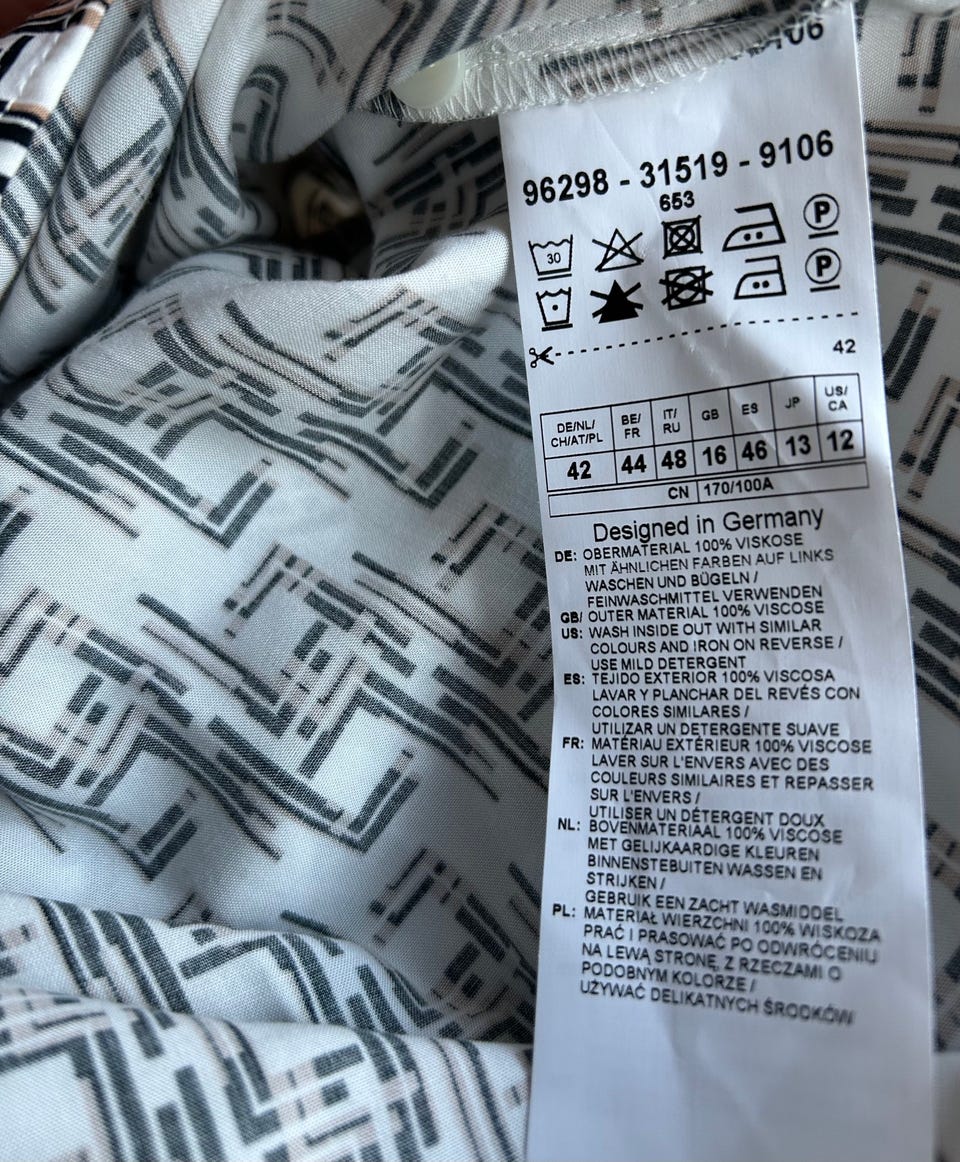 96298 - 31519 - 9106
653
30
P
P
42
DE/NL/ CH/AT/PL BE/ FR IT/ RU GB ES JP US/ CA
42 44 48 16 46 13 12
CN 170/100A
Designed in Germany
DE: OBERMATERIAL 100% VISKOSE
MIT ÄHNLICHEN FARBEN AUF LINKS
WASCHEN UND BÜGELN /
FEINWASCHMITTEL VERWENDEN
GB/ OUTER MATERIAL 100% VISCOSE
US: WASH INSIDE OUT WITH SIMILAR
COLOURS AND IRON ON REVERSE /
USE MILD DETERGENT
ES: TEJIDO EXTERIOR 100% VISCOSA
LAVAR Y PLANCHAR DEL REVÉS CON
COLORES SIMILARES /
UTILIZAR UN DETERGENTE SUAVE
FR: MATÉRIAU EXTÉRIEUR 100% VISCOSE
LAVER SUR L'ENVERS AVEC DES
COULEURS SIMILAIRES ET REPASSER
SUR L'ENVERS /
UTILISER UN DÉTERGENT DOUX
NL: BOVENMATERIAAL 100% VISCOSE
MET GELIJKAARDIGE KLEUREN
BINNENSTEBUITEN WASSEN EN
STRIJKEN /
GEBRUIK EEN ZACHT WASMIDDEL
PL: MATERIAŁ WIERZCHNI 100% WISKOZA
PRAĆ I PRASOWAĆ PO ODWRÓCENIU
NA LEWĄ STRONĘ, Z RZECZAMI O
PODOBNYM KOLORZE /
UŻYWAĆ DELIKATNYCH ŚRODKÓW